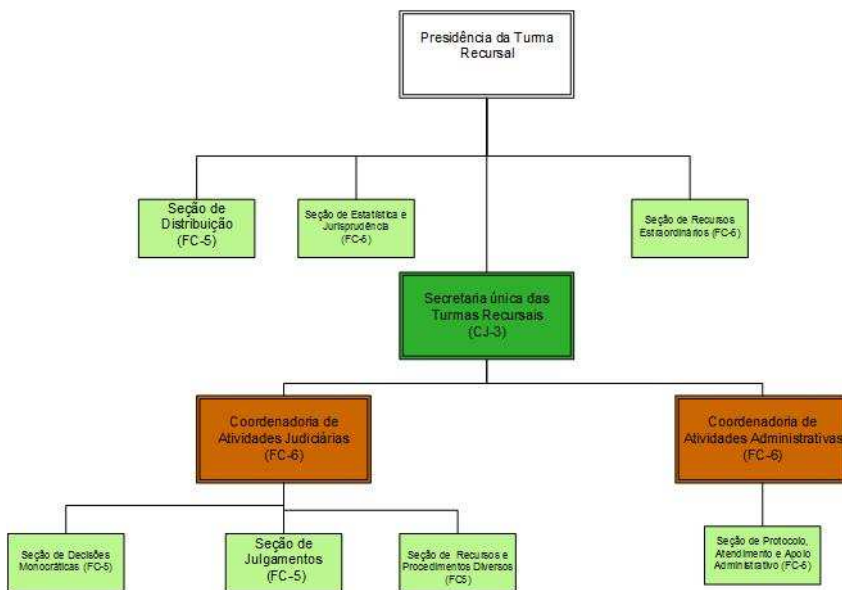 Presidência da Turma
Recursal
Seção de
Distribuição
(FC-5)
Seção de Estatística e
Jurisprudência
(FC-5)
Seção de Recursos
Estraordinários (FC-5)
Secretaria única das
Turmas Recursais
(CJ-3)
Coordenadoria de
Atividades Judiciárias
(FC-6)
Coordenadoria de
Atividades Administrativas
(FC-6)
Seção de Decisões
Monocráticas (FC-5)
Seção de
Julgamentos
(FC-5)
Seção de Recursos e
Procedimentos Diversos
(FC5)
Seção de Protocolo,
Atendimento e Apoio
Administrativo (FC-5)